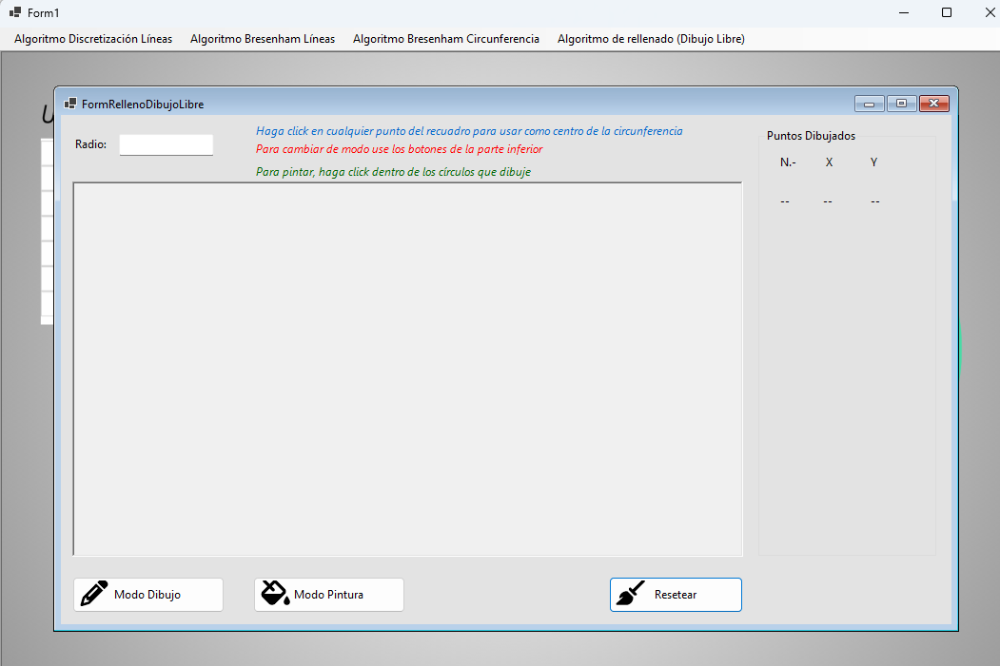 Form1
Algoritmo Discretización Líneas Algoritmo Bresenham Líneas Algoritmo Bresenham Circunferencia Algoritmo de rellenado (Dibujo Libre)
FormRellenoDibujoLibre
Haga click en cualquier punto del recuadro para usar como centro de la circunferencia
Radio:
Para cambiar de modo use los botones de la parte inferior
Para pintar, haga click dentro de los círculos que dibuje
Puntos Dibujados
N.- X Y
-- -- --
Modo Dibujo Modo Pintura Resetear